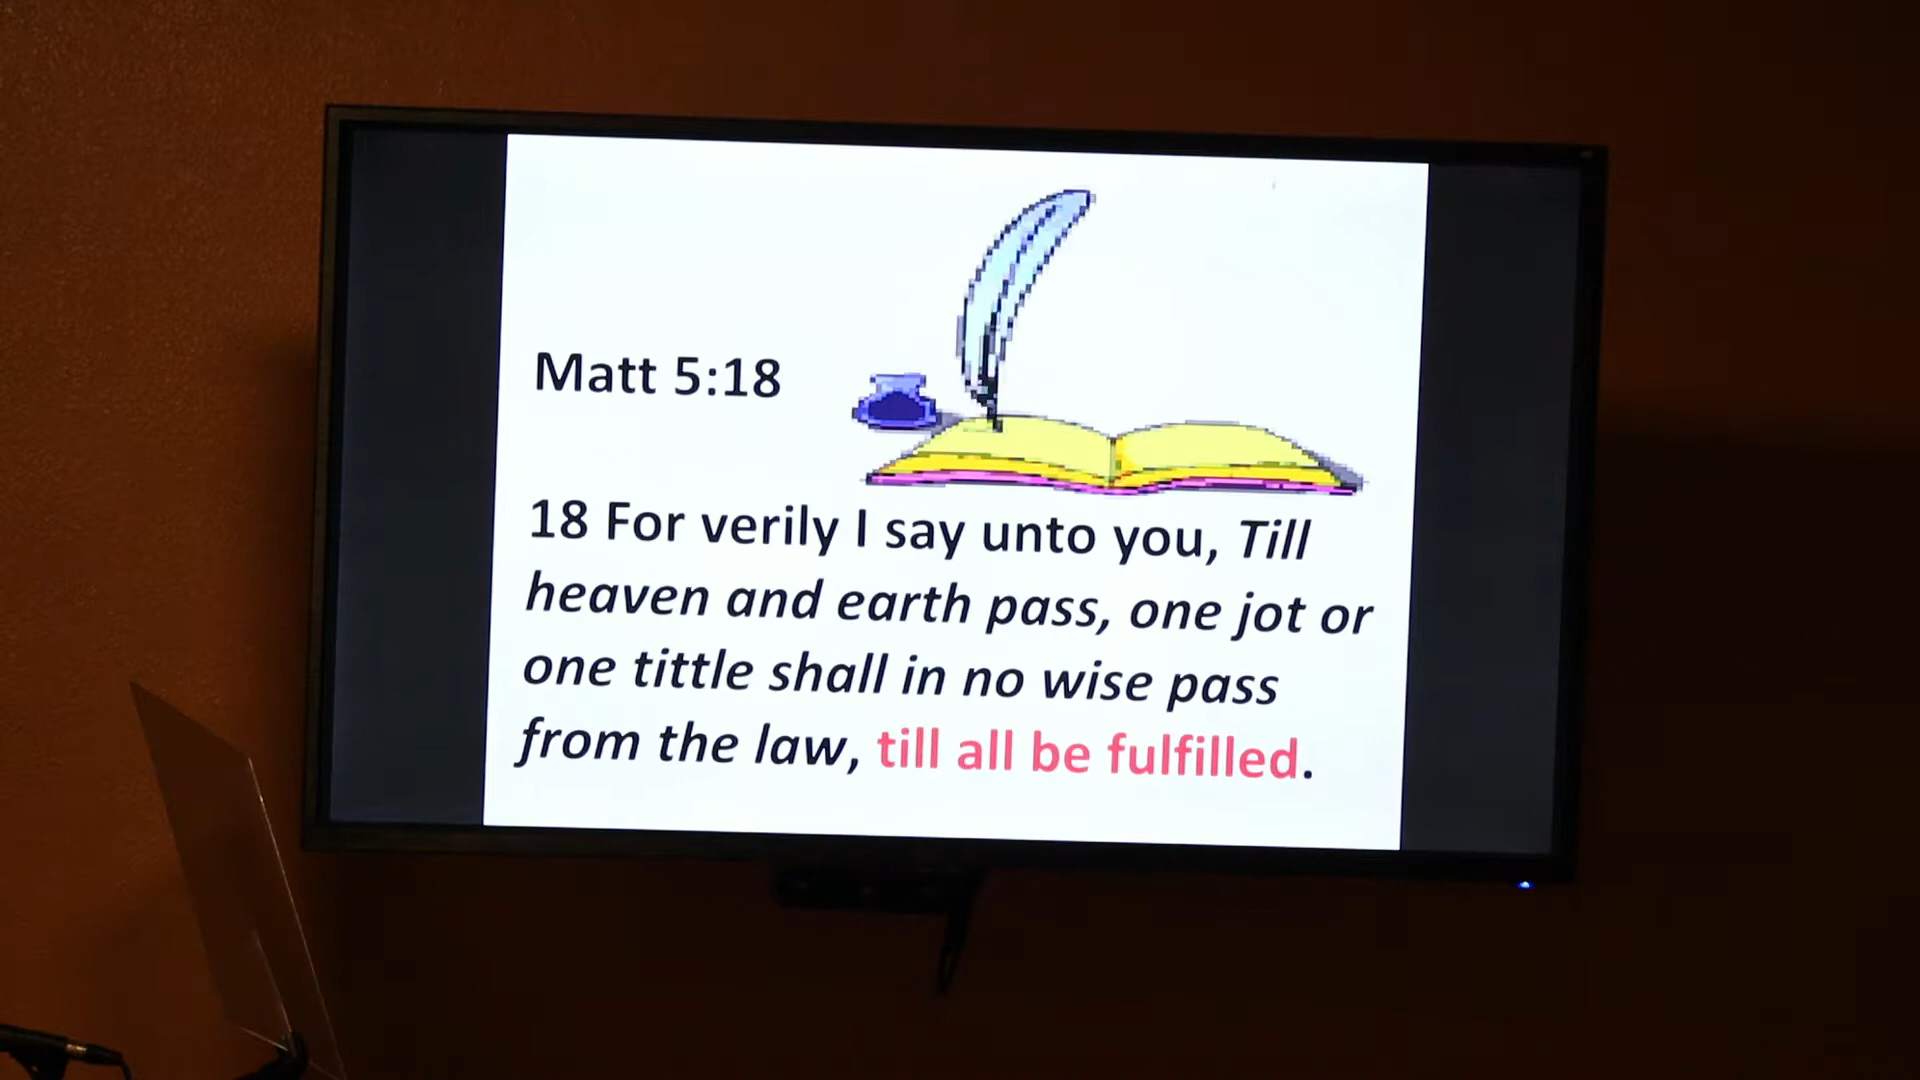 Matt 5:18
18 For verily I say unto you, Till
heaven and earth pass, one jot or
one tittle shall in no wise pass
from the law, till all be fulfilled.